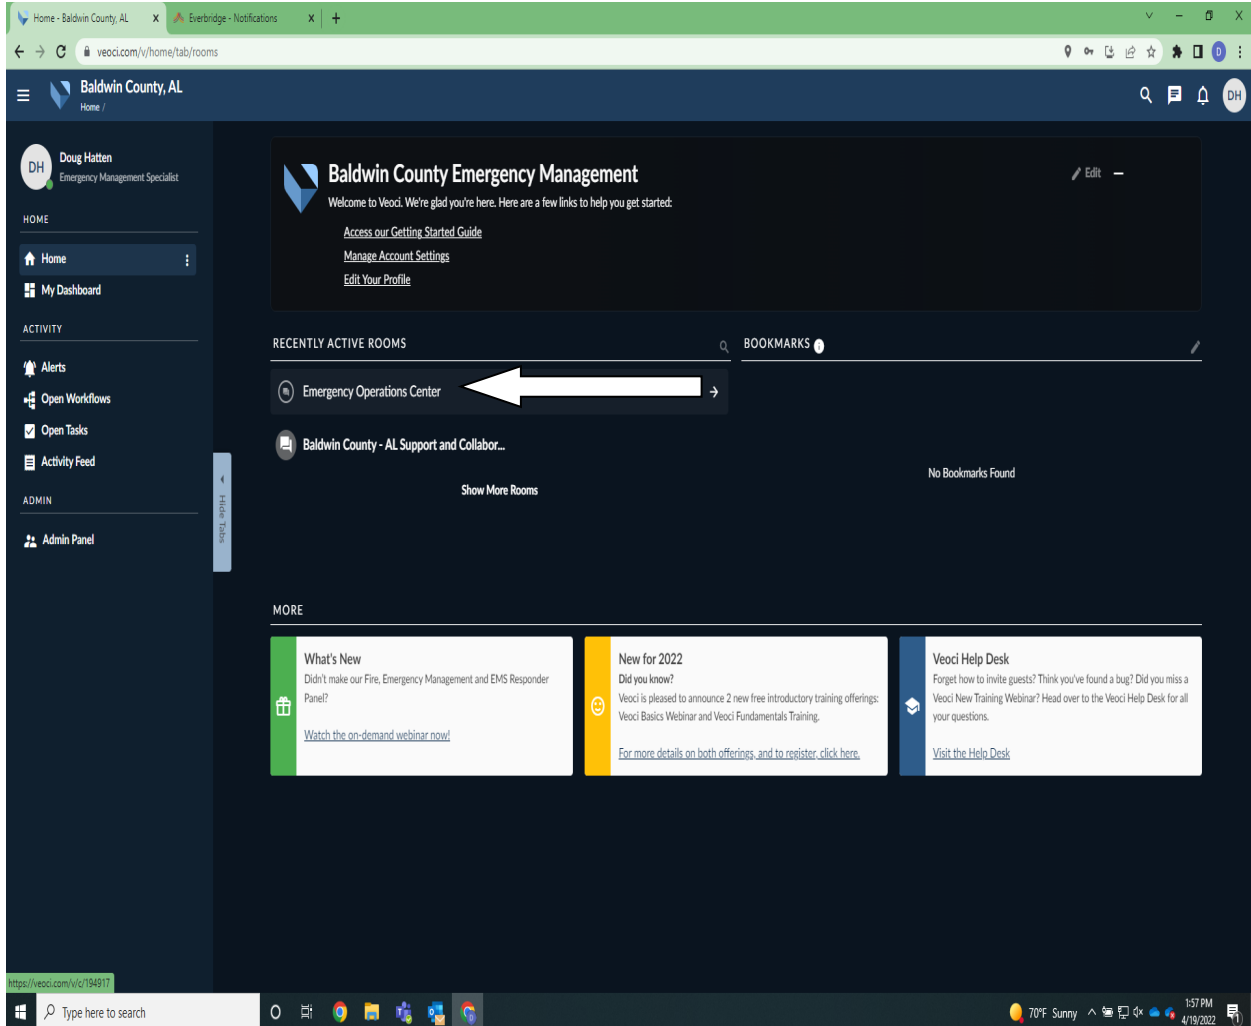 Home - Baldwin County, AL
Everbridge - Notifications
veoci.com/v/home/tab/rooms
D
Baldwin County, AL
Home /
DH
DH
Doug Hatten
Emergency Management Specialist
HOME
Home
My Dashboard
ACTIVITY
Alerts
Open Workflows
Open Tasks
Activity Feed
ADMIN
Admin Panel
Hide Tabs
Baldwin County Emergency Management
Edit
Welcome to Veoci. We're glad you're here. Here are a few links to help you get started:
Access our Getting Started Guide
Manage Account Settings
Edit Your Profile
RECENTLY ACTIVE ROOMS
Emergency Operations Center
Baldwin County - AL Support and Collabor...
Show More Rooms
BOOKMARKS
No Bookmarks Found
MORE
What's New
Didn't make our Fire, Emergency Management and EMS Responder
Panel?
Watch the on-demand webinar now!
New for 2022
Did you know?
Veoci is pleased to announce 2 new free introductory training offerings:
Veoci Basics Webinar and Veoci Fundamentals Training.
For more details on both offerings, and to register, click here.
Veoci Help Desk
Forget how to invite guests? Think you've found a bug? Did you miss a
Veoci New Training Webinar? Head over to the Veoci Help Desk for all
your questions.
Visit the Help Desk
https://veoci.com/v/c/194917
Type here to search
70°F Sunny
1:57 PM
4/19/2022